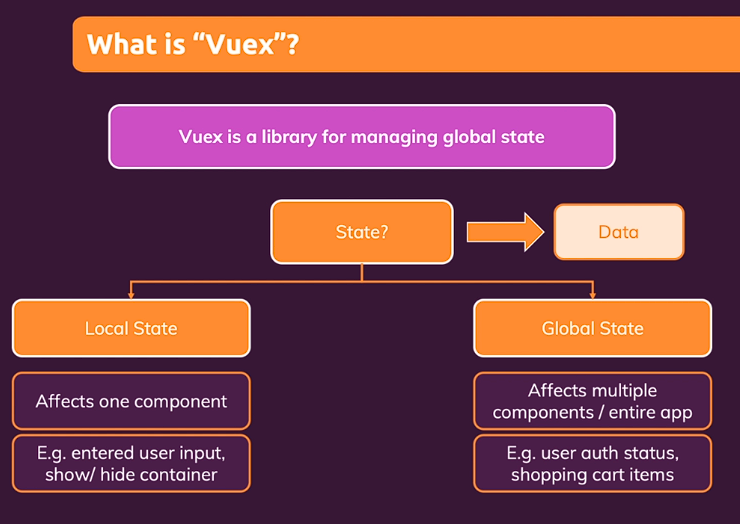 What is “Vuex”?
Vuex is a library for managing global state
State?
Data
Local State
Global State
Affects one component
Affects multiple
components / entire app
E.g. entered user input,
show/ hide container
E.g. user auth status,
shopping cart items